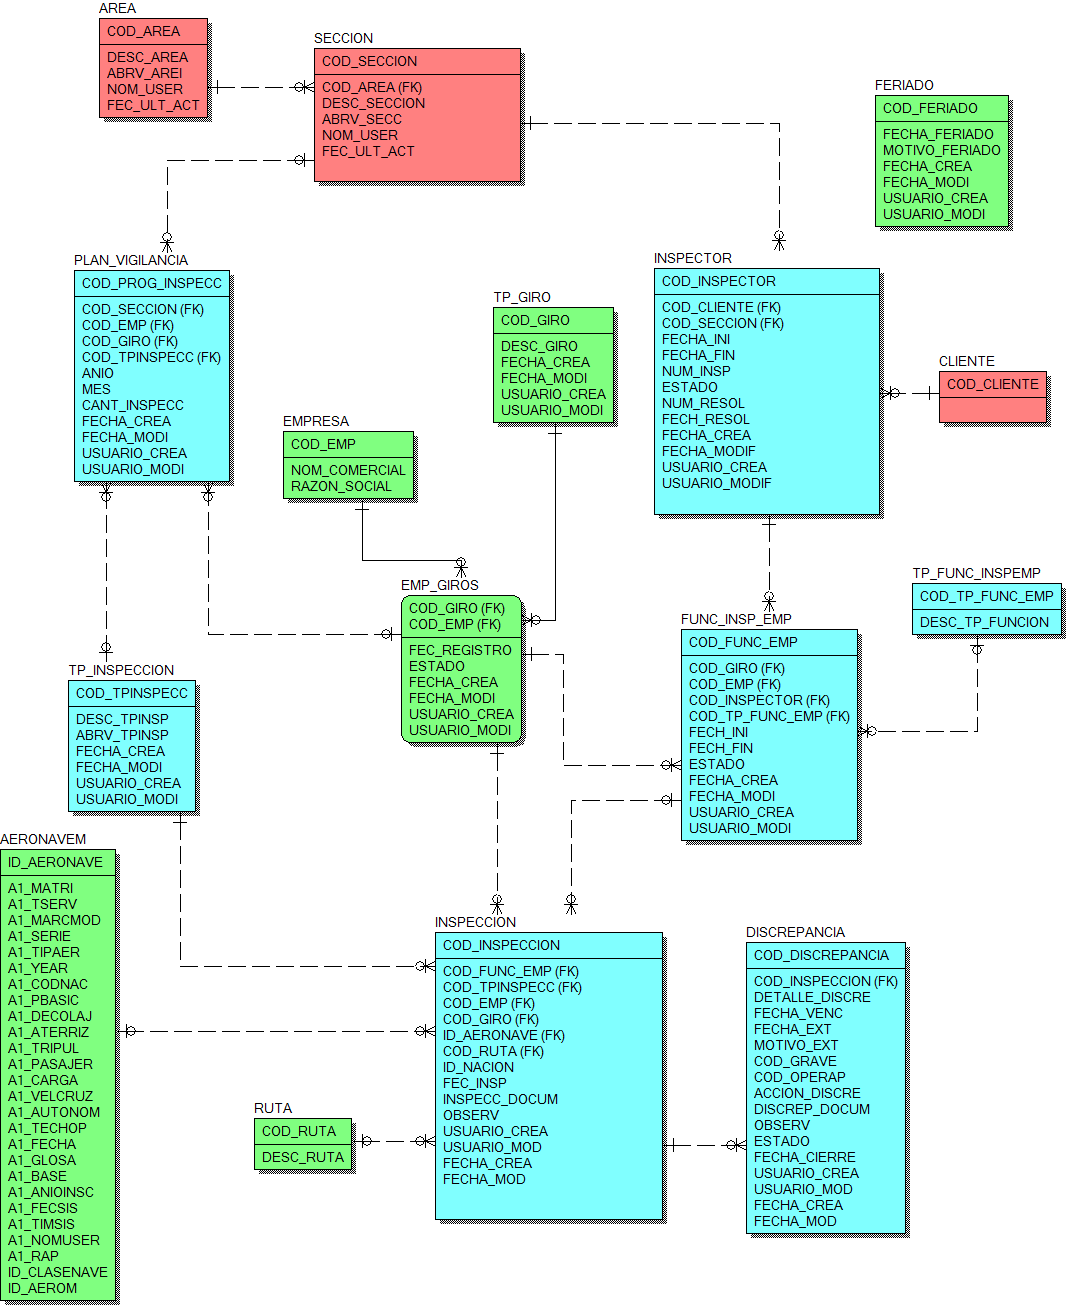 AREA
COD_AREA
DESC_AREA
ABRV_AREI
NOM_USER
FEC_ULT_ACT
SECCION
COD_SECCION
COD_AREA (FK)
DESC_SECCION
ABRV_SECC
NOM_USER
FEC_ULT_ACT
FERIADO
COD_FERIADO
FECHA_FERIADO
MOTIVO_FERIADO
FECHA_CREA
FECHA_MODI
USUARIO_CREA
USUARIO_MODI
PLAN_VIGILANCIA
COD_PROG_INSPECC
COD_SECCION (FK)
COD_EMP (FK)
COD_GIRO (FK)
COD_TPINSPECC (FK)
ANIO
MES
CANT_INSPECC
FECHA_CREA
FECHA_MODI
USUARIO_CREA
USUARIO_MODI
TP_GIRO
COD_GIRO
DESC_GIRO
FECHA_CREA
FECHA_MODI
USUARIO_CREA
USUARIO_MODI
INSPECTOR
COD_INSPECTOR
COD_CLIENTE (FK)
COD_SECCION (FK)
FECHA_INI
FECHA_FIN
NUM_INSP
ESTADO
NUM_RESOL
FECH_RESOL
FECHA_CREA
FECHA_MODIF
USUARIO_CREA
USUARIO_MODIF
CLIENTE
COD_CLIENTE
EMPRESA
COD_EMP
NOM_COMERCIAL
RAZON_SOCIAL
EMP_GIROS
COD_GIRO (FK)
COD_EMP (FK)
FEC_REGISTRO
ESTADO
FECHA_CREA
FECHA_MODI
USUARIO_CREA
USUARIO_MODI
TP_FUNC_INSPEMP
COD_TP_FUNC_EMP
DESC_TP_FUNCION
FUNC_INSP_EMP
COD_FUNC_EMP
COD_GIRO (FK)
COD_EMP (FK)
COD_INSPECTOR (FK)
COD_TP_FUNC_EMP (FK)
FECH_INI
FECH_FIN
ESTADO
FECHA_CREA
FECHA_MODI
USUARIO_CREA
USUARIO_MODI
TP_INSPECCION
COD_TPINSPECC
DESC_TPINSP
ABRV_TPINSP
FECHA_CREA
FECHA_MODI
USUARIO_CREA
USUARIO_MODI
AERONAVEM
ID_AERONAVE
A1_MATRI
A1_TSERV
A1_MARCMOD
A1_SERIE
A1_TIPAER
A1_YEAR
A1_CODNAC
A1_PBASIC
A1_DECOLAJ
A1_ATERRIZ
A1_TRIPUL
A1_PASAJER
A1_CARGA
A1_VELCRUZ
A1_AUTONOM
A1_TECHOP
A1_FECHA
A1_GLOSA
A1_BASE
A1_ANIOINSC
A1_FECSIS
A1_TIMSIS
A1_NOMUSER
A1_RAP
ID_CLASENAVE
ID_AEROM
INSPECCION
COD_INSPECCION
COD_FUNC_EMP (FK)
COD_TPINSPECC (FK)
COD_EMP (FK)
COD_GIRO (FK)
ID_AERONAVE (FK)
COD_RUTA (FK)
ID_NACION
FEC_INSP
INSPECC_DOCUM
OBSERV
USUARIO_CREA
USUARIO_MOD
FECHA_CREA
FECHA_MOD
RUTA
COD_RUTA
DESC_RUTA
DISCREPANCIA
COD_DISCREPANCIA
COD_INSPECCION (FK)
DETALLE_DISCRE
FECHA_VENC
FECHA_EXT
MOTIVO_EXT
COD_GRAVE
COD_OPERAP
ACCION_DISCRE
DISCREP_DOCUM
OBSERV
ESTADO
FECHA_CIERRE
USUARIO_CREA
USUARIO_MOD
FECHA_CREA
FECHA_MOD